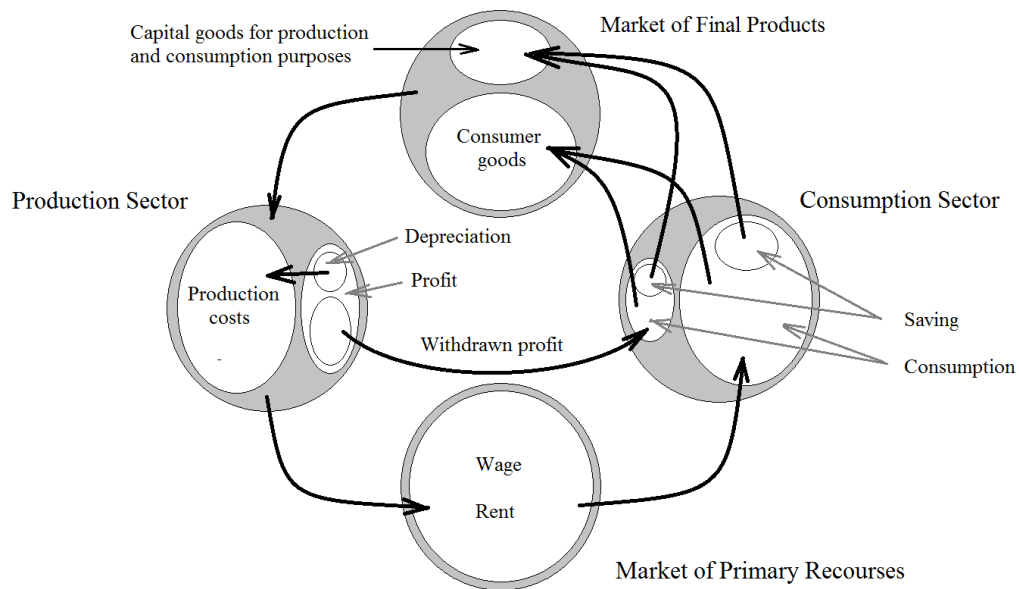 Market of Final Products
Capital goods for production
and consumption purposes
Consumer
goods
Production Sector
Consumption Sector
Depreciation
Profit
Production
costs
Saving
Withdrawn profit
Consumption
Wage
Rent
Market of Primary Recourses